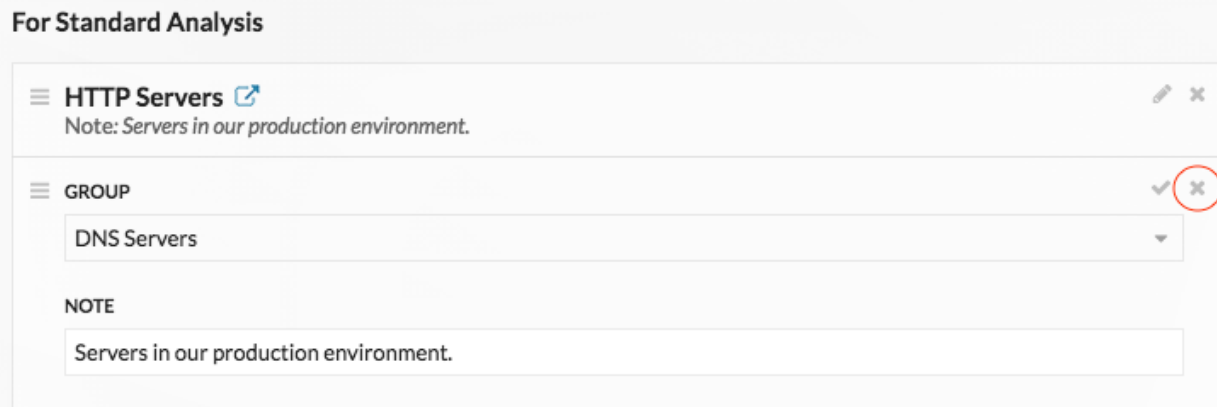 For Standard Analysis
HTTP Servers
Note: Servers in our production environment.
GROUP
DNS Servers
NOTE
Servers in our production environment.